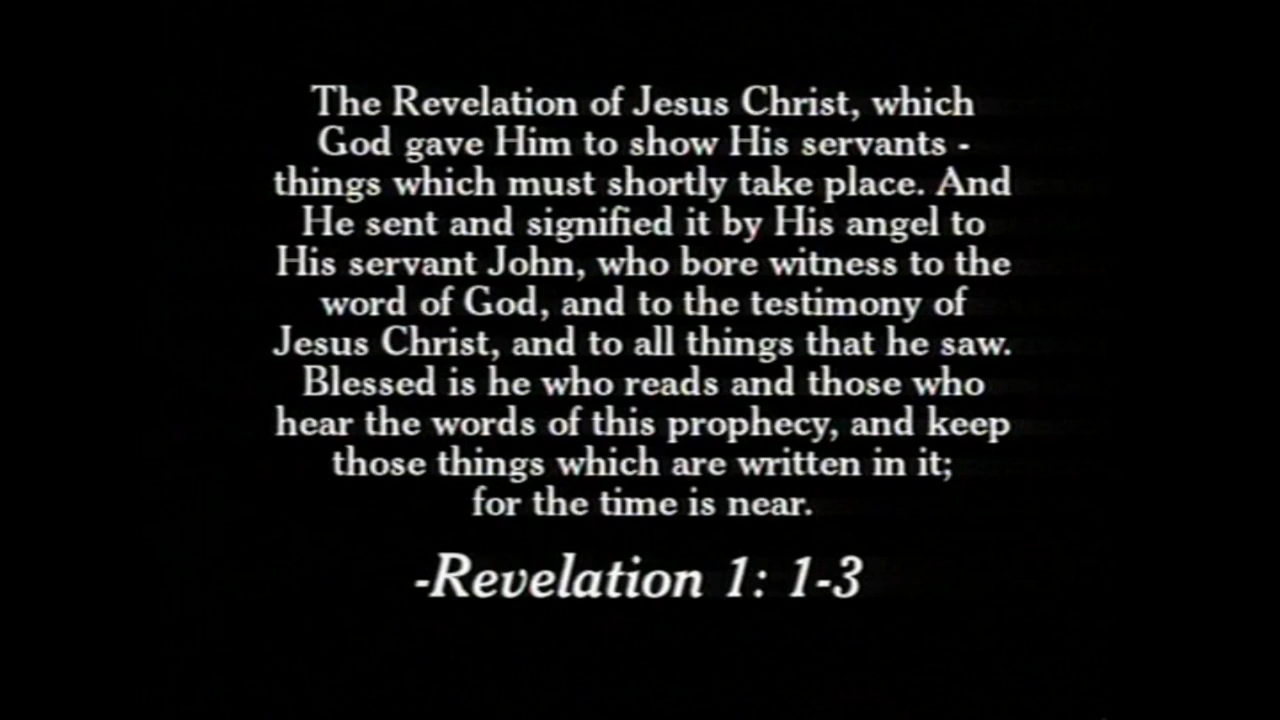 The Revelation of Jesus Christ, which
God gave Him to show His servants -
things which must shortly take place. And
He sent and signified it by His angel to
His servant John, who bore witness to the
word of God, and to the testimony of
Jesus Christ, and to all things that he saw.
Blessed is he who reads and those who
hear the words of this prophecy, and keep
those things which are written in it;
for the time is near.
-Revelation 1: 1-3